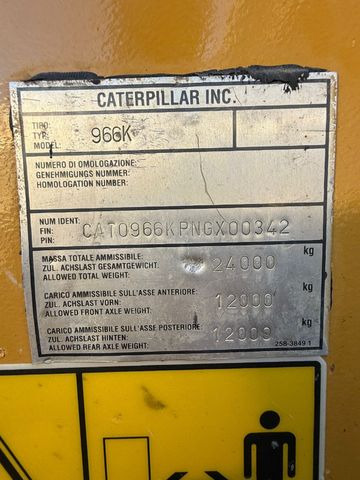 CATERPILLAR INC.
TIPO:
TYP:
MODEL: 966K
NUMERO DI OMOLOGAZIONE:
GENEHMIGUNGS NUMMER:
HOMOLOGATION NUMBER:
NUM IDENT:
FIN:
PIN: CAT0966KPNGX00342
MASSA TOTALE AMMISSIBILE:
ZUL. ACHSLAST GESAMTGEWICHT:
ALLOWED TOTAL WEIGHT: 24000 kg
CARICO AMMISSIBILE SULL'ASSE ANTERIORE:
ZUL. ACHSLAST VORN:
ALLOWED FRONT AXLE WEIGHT: 12000 kg
CARICO AMMISSIBILE SULL'ASSE POSTERIORE:
ZUL. ACHSLAST HINTEN:
ALLOWED REAR AXLE WEIGHT: 12000 kg
258-3849 1